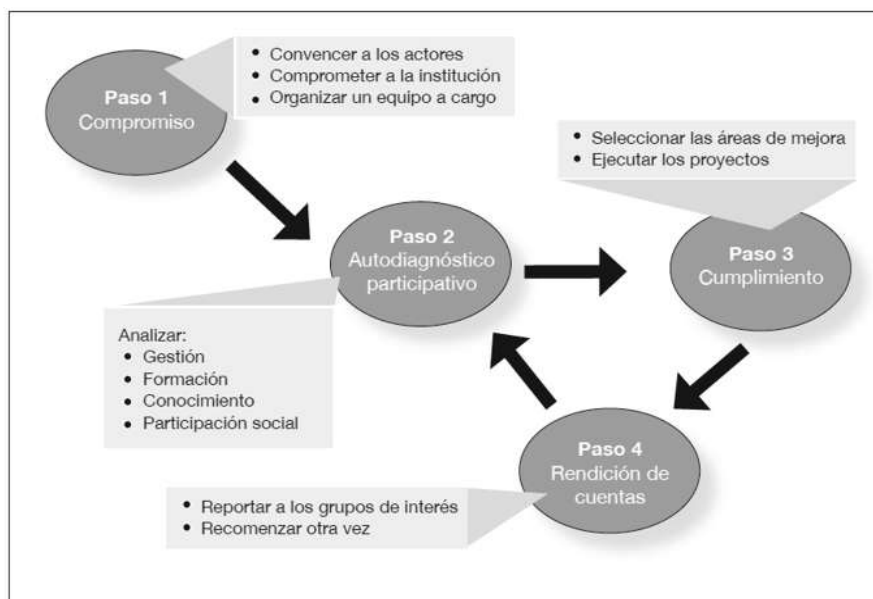 Paso 1
Compromiso
• Convencer a los actores
• Comprometer a la institución
• Organizar un equipo a cargo
Paso 2
Autodiagnóstico
participativo
Analizar:
• Gestión
• Formación
• Conocimiento
• Participación social
• Seleccionar las áreas de mejora
• Ejecutar los proyectos
Paso 3
Cumplimiento
Paso 4
Rendición de
cuentas
• Reportar a los grupos de interés
• Recomenzar otra vez